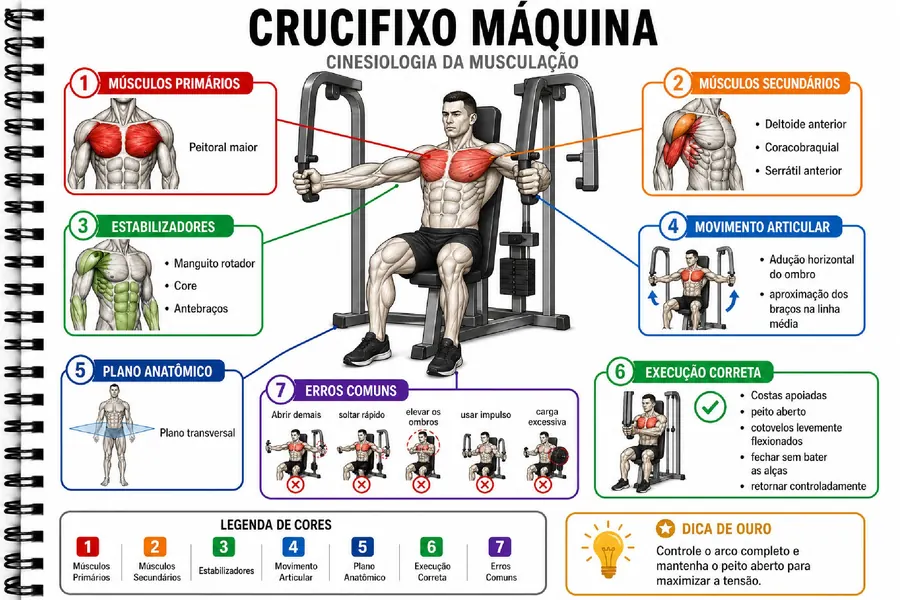 CRUCIFIXO MÁQUINA
CINESIOLOGIA DA MUSCULAÇÃO
1 MÚSCULOS PRIMÁRIOS
Peitoral maior
2 MÚSCULOS SECUNDÁRIOS
• Deltoide anterior
• Coracobraquial
• Serrátil anterior
3 ESTABILIZADORES
• Manguito rotador
• Core
• Antebraços
4 MOVIMENTO ARTICULAR
• Adução horizontal
do ombro
• aproximação dos
braços na linha
média
5 PLANO ANATÔMICO
Plano transversal
7 ERROS COMUNS
Abrir demais
soltar rápido
elevar os
ombros
usar impulso
carga
excessiva
6 EXECUÇÃO CORRETA
• Costas apoiadas
• peito aberto
• cotovelos levemente
flexionados
• fechar sem bater
as alças
• retornar controladamente
LEGENDA DE CORES
1
Músculos
Primários
2
Músculos
Secundários
3
Estabilizadores
4
Movimento
Articular
5
Plano
Anatômico
6
Execução
Correta
7
Erros
Comuns
DICA DE OURO
Controle o arco completo e
mantenha o peito aberto para
maximizar a tensão.